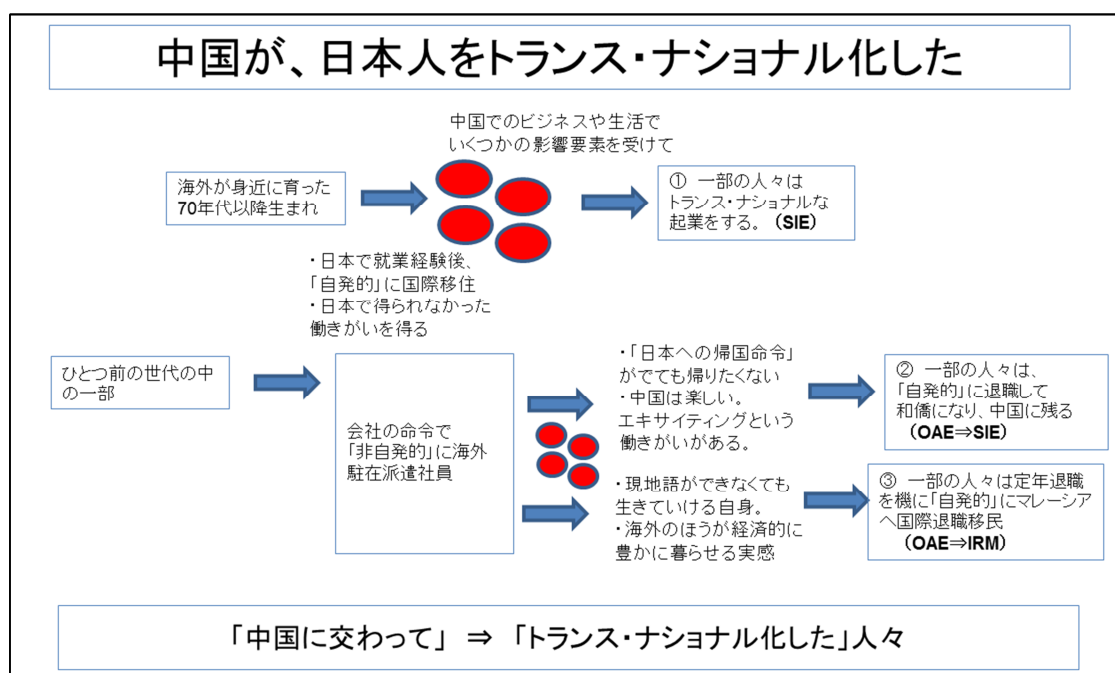 中国が、日本人をトランス・ナショナル化した
中国でのビジネスや生活で
いくつかの影響要素を受けて
海外が身近に育った
70年代以降生まれ
① 一部の人々は
トランス・ナショナルな
起業をする。（SIE）
・日本で就業経験後、
「自発的」に国際移住
・日本で得られなかった
働きがいを得る
ひとつ前の世代の中
の一部
会社の命令で
「非自発的」に海外
駐在派遣社員
・「日本への帰国命令」
がでても帰りたくない
・中国は楽しい。
エキサイティングという
働きがいがある。
② 一部の人々は、
「自発的」に退職して
和僑になり、中国に残る
（OAE⇒SIE）
・現地語ができなくても
生きていける自身。
・海外のほうが経済的に
豊かに暮らせる実感
③ 一部の人々は定年退職
を機に「自発的」にマレーシア
へ国際退職移民
（OAE⇒IRM）
「中国に交わって」 ⇒ 「トランス・ナショナル化した」人々